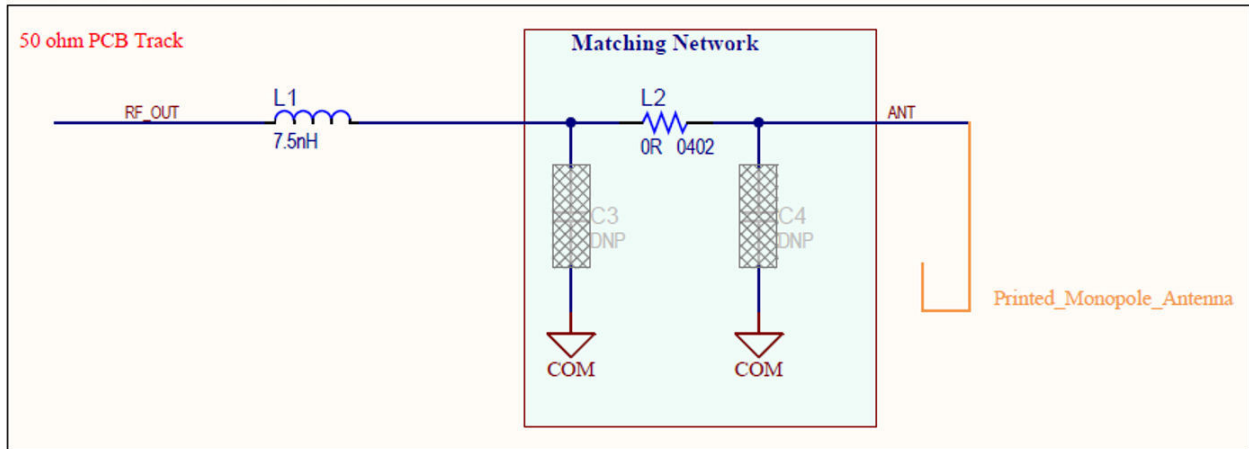 50 ohm PCB Track
Matching Network
RF_OUT
L1
7.5nH
L2
0R 0402
ANT
C3
DNP
C4
DNP
Printed_Monopole_Antenna
COM
COM